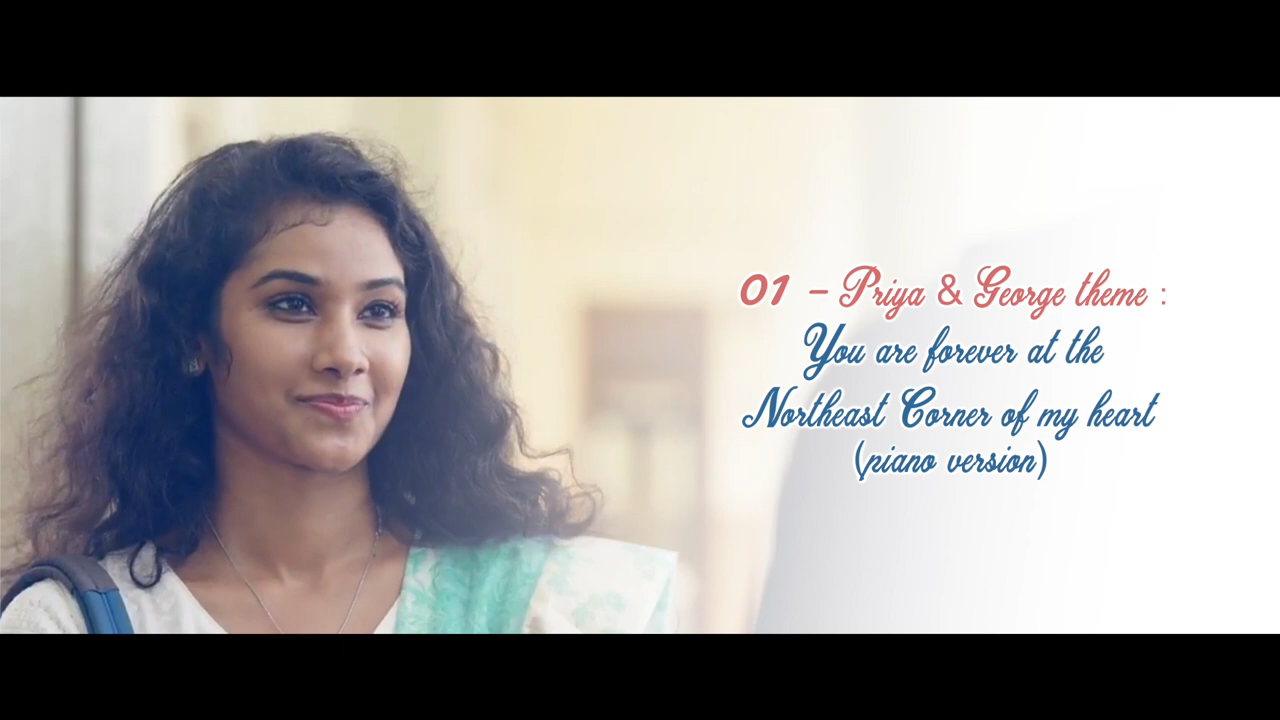 01 - Priya & George theme :
You are forever at the
Northeast Corner of my heart
(piano version)